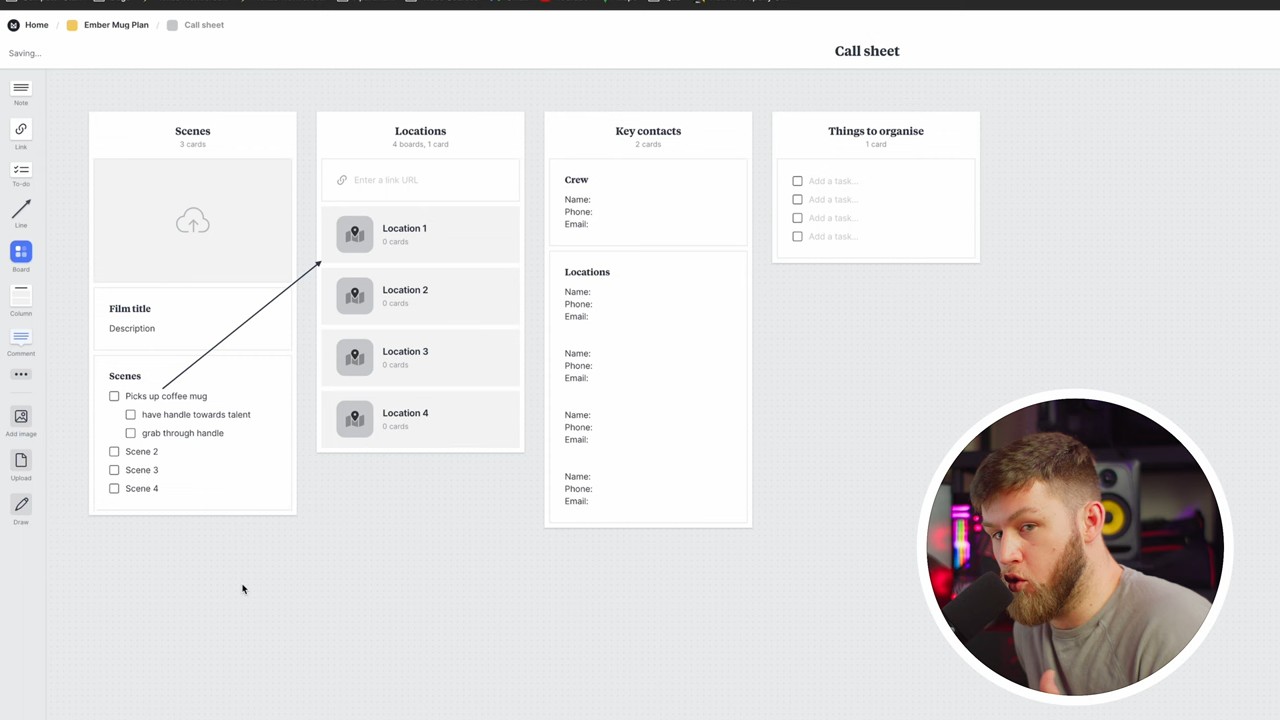 Home / Ember Mug Plan / Call sheet
Saving...
Call sheet
Note
Link
To-do
Line
Board
Column
Comment
Add image
Upload
Draw
Scenes
3 cards
Film title
Description
Scenes
Picks up coffee mug
have handle towards talent
grab through handle
Scene 2
Scene 3
Scene 4
Locations
4 boards, 1 card
Enter a link URL
Location 1
0 cards
Location 2
0 cards
Location 3
0 cards
Location 4
0 cards
Key contacts
2 cards
Crew
Name:
Phone:
Email:
Locations
Name:
Phone:
Email:
Name:
Phone:
Email:
Name:
Phone:
Email:
Name:
Phone:
Email:
Things to organise
1 card
Add a task...
Add a task...
Add a task...
Add a task...